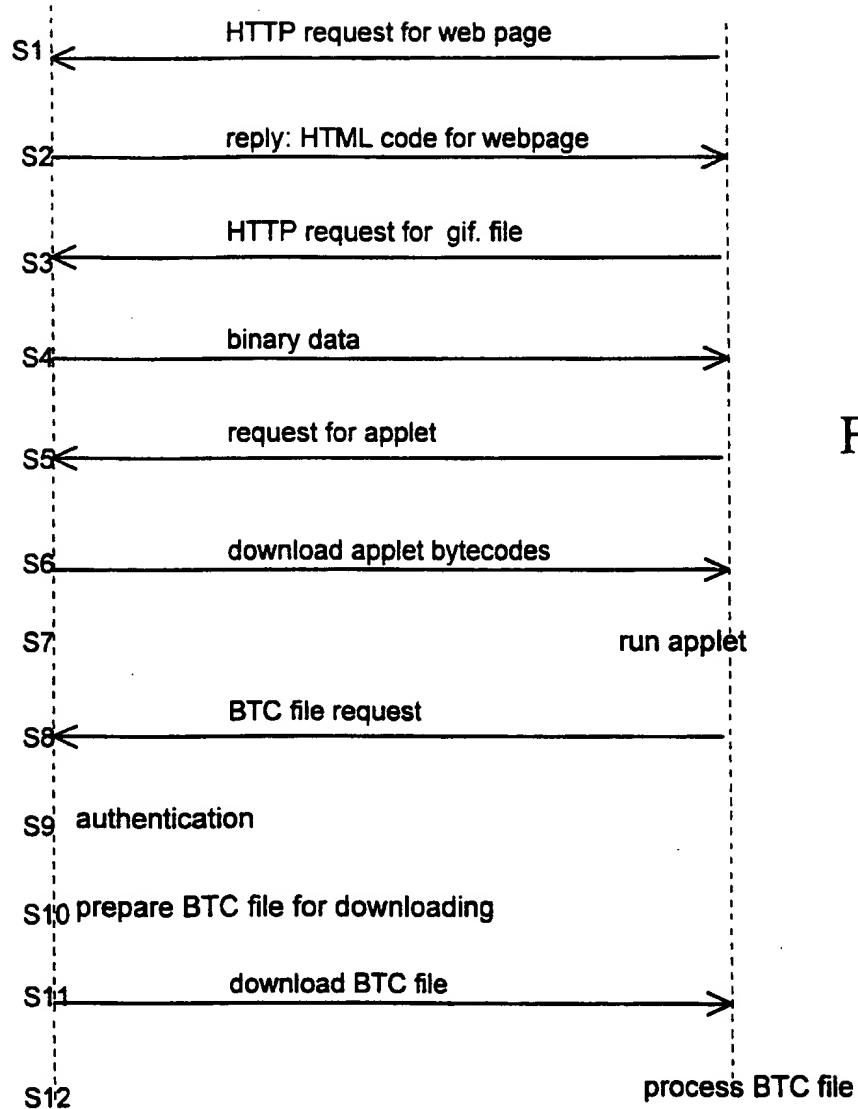 HTTP request for web page
S1
reply: HTML code for webpage
S2
HTTP request for gif. file
S3
binary data
S4
request for applet
S5
F
download applet bytecodes
S6
S7 run applet
BTC file request
S8
S9 authentication
S10 prepare BTC file for downloading
download BTC file
S11
S12 process BTC file